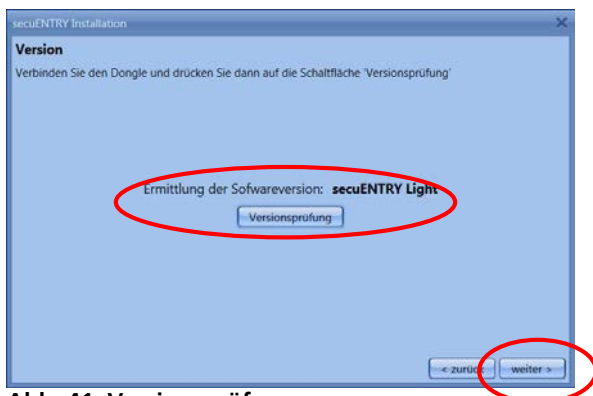 secuENTRY Installation
Version
Verbinden Sie den Dongle und drücken Sie dann auf die Schaltfläche 'Versionsprüfung'
Ermittlung der Sofwareversion: secuENTRY Light
Versionsprüfung
< zurück weiter >